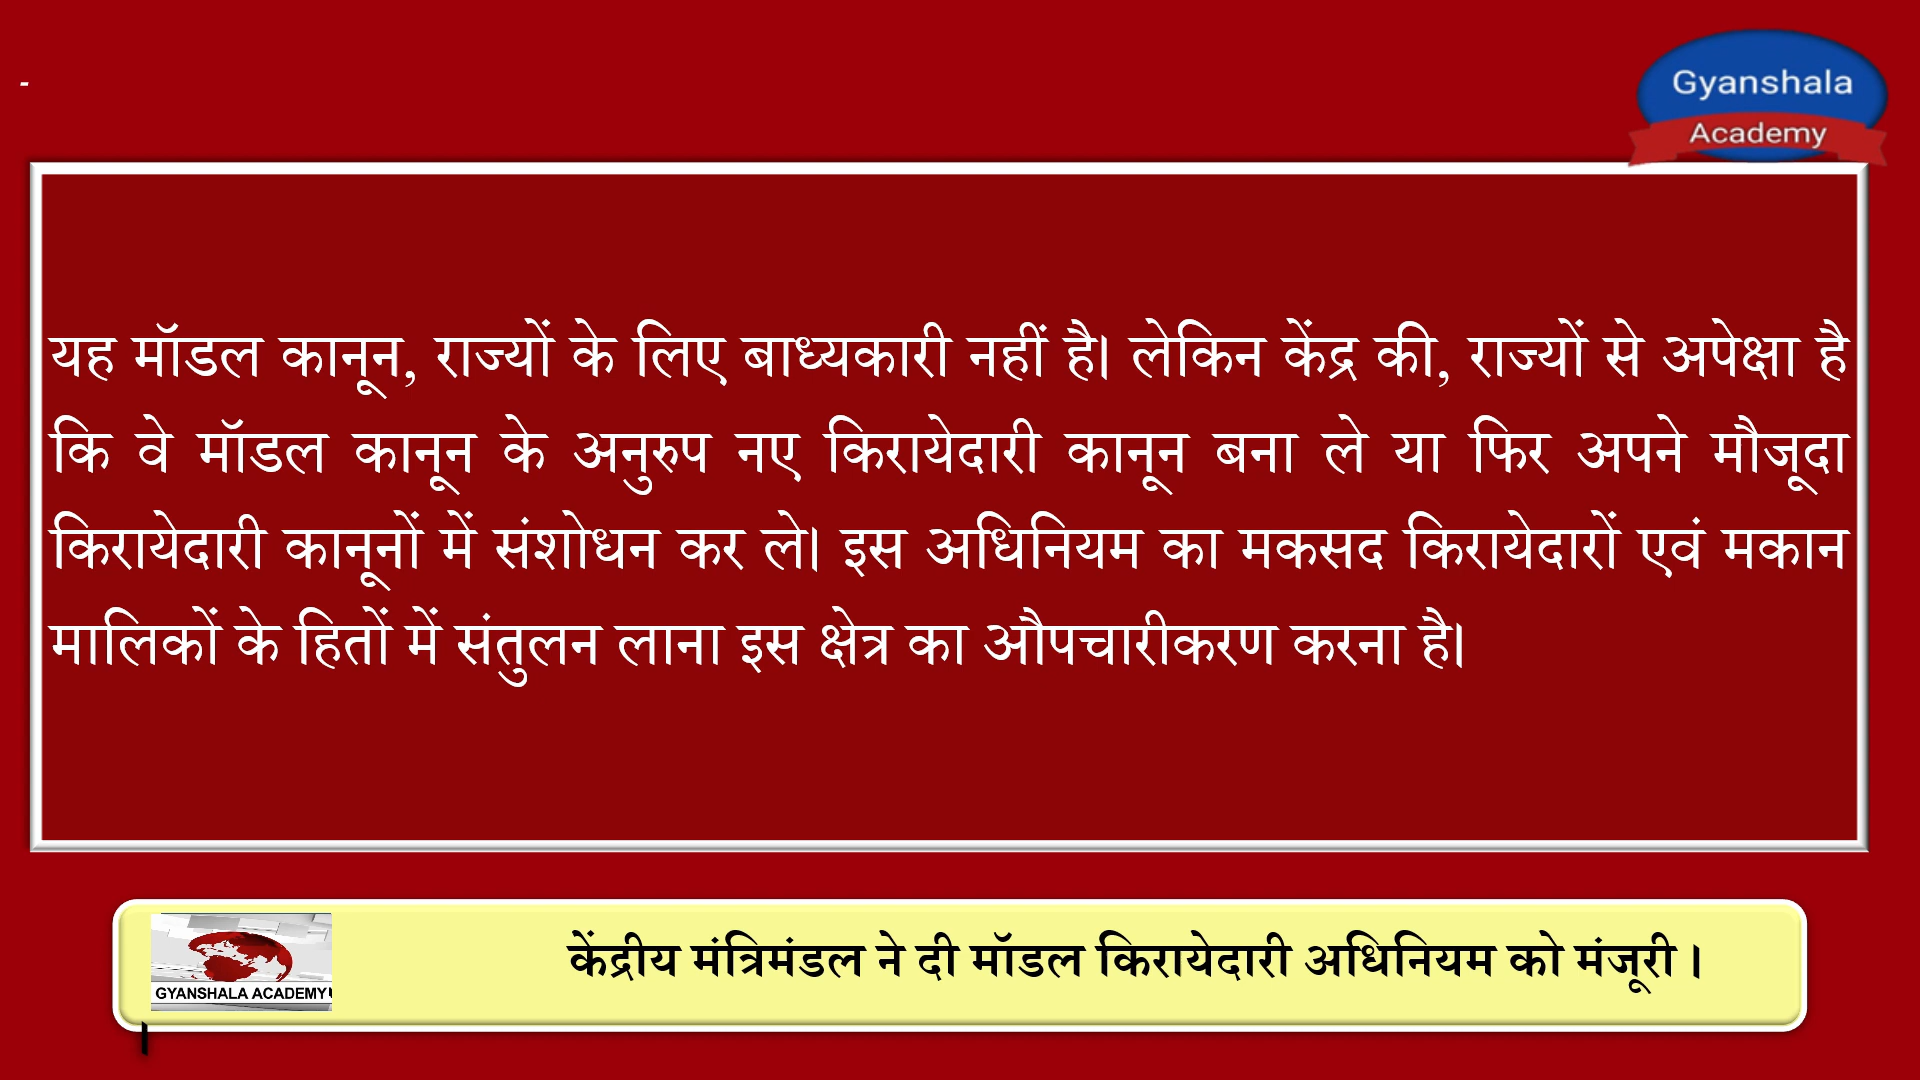 -
Gyanshala
Academy
यह मॉडल कानून, राज्यों के लिए बाध्यकारी नहीं है। लेकिन केंद्र की, राज्यों से अपेक्षा है
कि वे मॉडल कानून के अनुरुप नए किरायेदारी कानून बना ले या फिर अपने मौजूदा
किरायेदारी कानूनों में संशोधन कर ले। इस अधिनियम का मकसद किरायेदारों एवं मकान
मालिकों के हितों में संतुलन लाना इस क्षेत्र का औपचारीकरण करना है।
केंद्रीय मंत्रिमंडल ने दी मॉडल किरायेदारी अधिनियम को मंजूरी ।
GYANSHALA ACADEMY
।